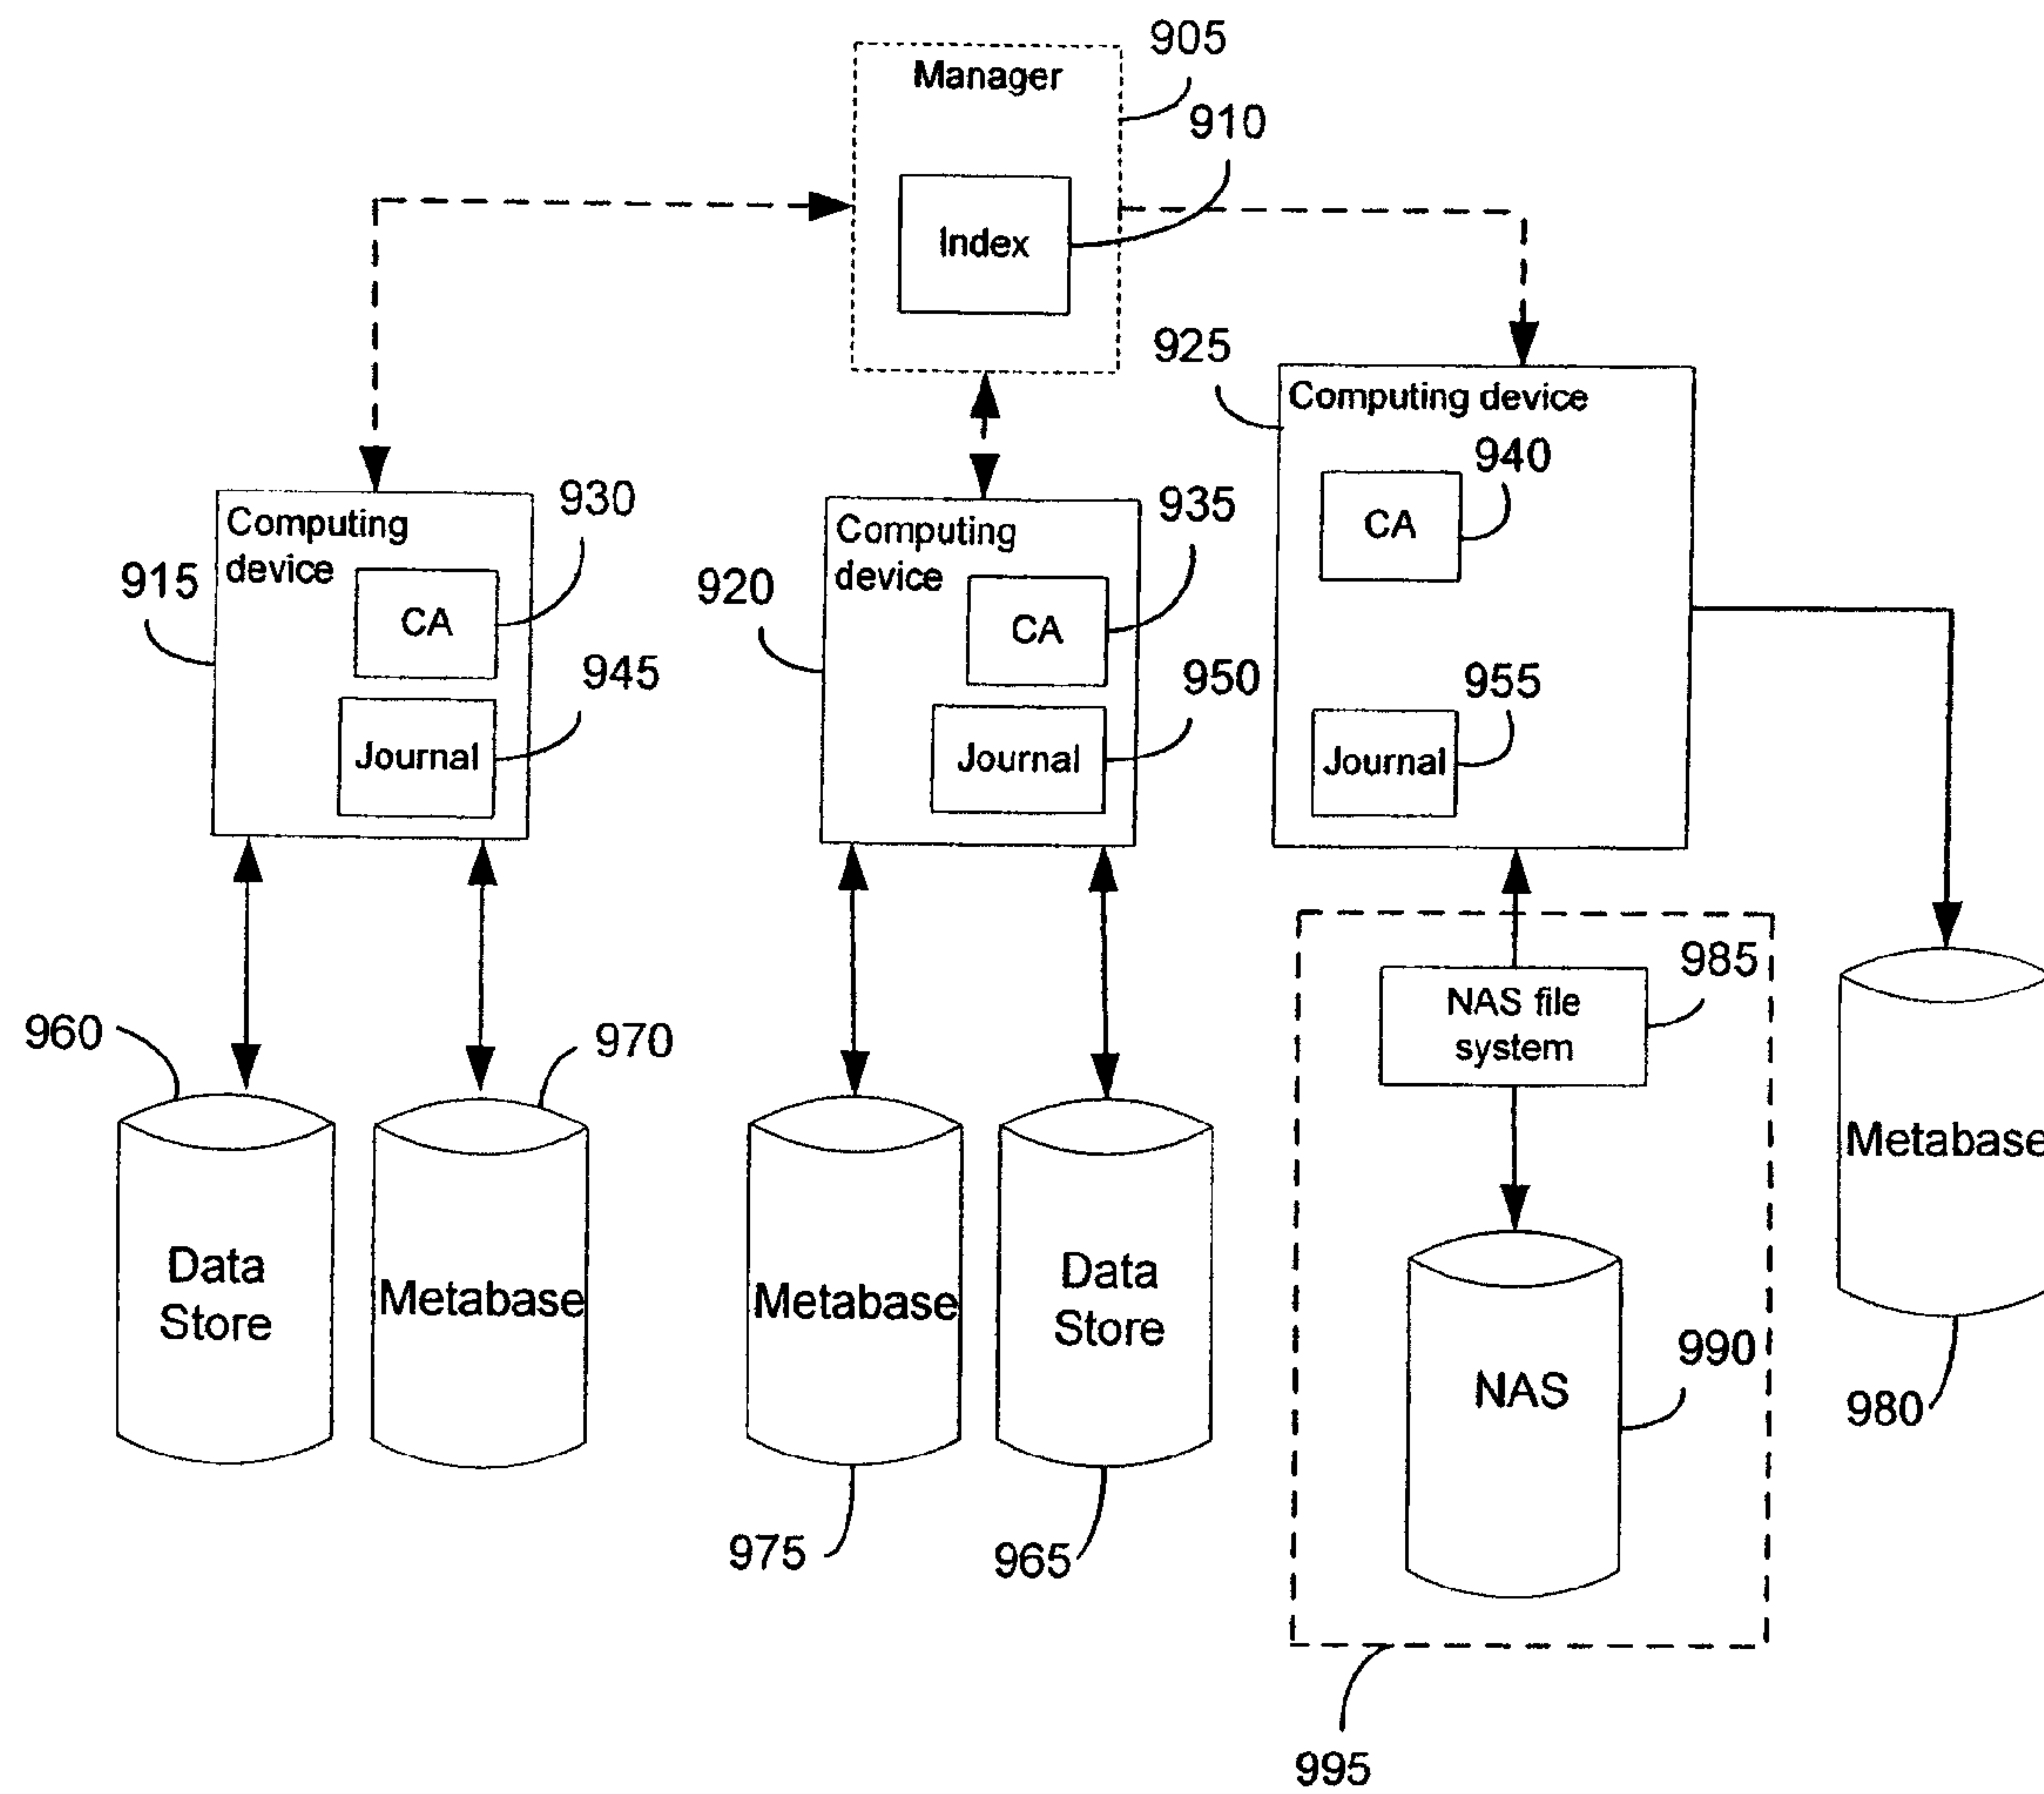 905
Manager
910
Index
925
Computing device
940
CA
955
Journal
Computing
device
930
915
CA
945
Journal
Computing
device
935
920
CA
950
Journal
960
970
Data
Store
Metabase
Metabase
Data
Store
975
965
985
NAS file
system
990
NAS
995
Metabase
980